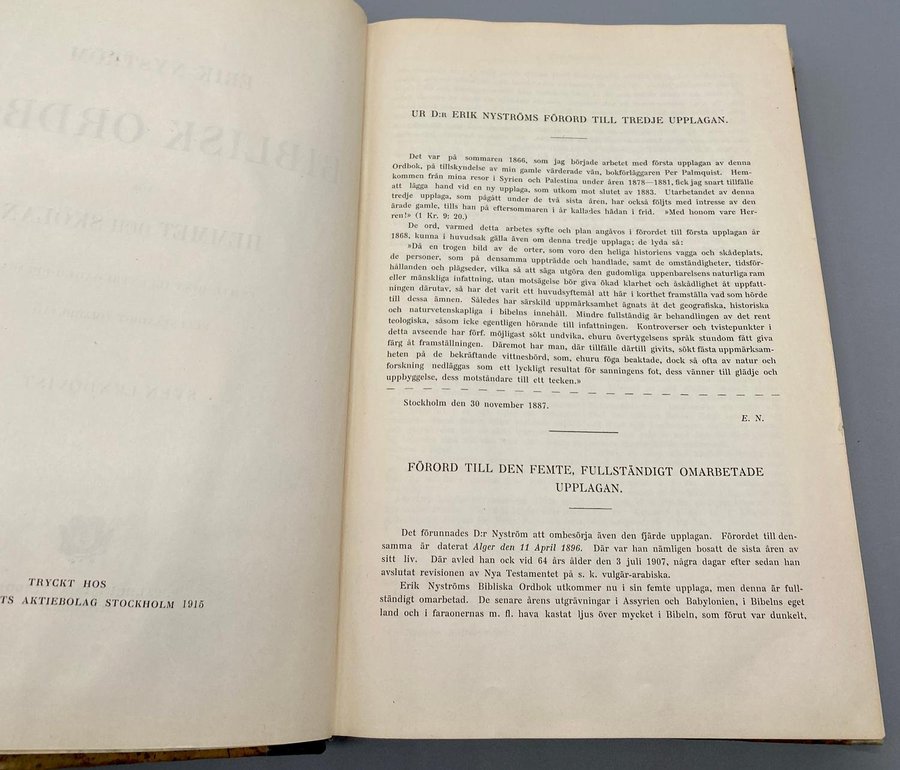 TRYCKT HOS
TS AKTIEBOLAG STOCKHOLM 1915
UR D:R ERIK NYSTRÖMS FÖRORD TILL TREDJE UPPLAGAN.
Det var på sommaren 1866, som jag började arbetet med första upplagan av denna
Ordbok, på tillskyndelse av min gamle värderade vän, bokförläggaren Per Palmquist. Hem-
kommen från mina resor i Syrien och Palestina under åren 1878—1881, fick jag snart tillfälle
att lägga hand vid en ny upplaga, som utkom mot slutet av 1883. Utarbetandet av denna
tredje upplaga, som pågått under de två sista åren, har också följts med intresse av den
ärade gamle, tills han på eftersommaren i år kallades hädan i frid. »Med honom vare Her-
ren!» (1 Kr. 9: 20.)
De ord, varmed detta arbetes syfte och plan angåvos i förordet till första upplagan år
1868, kunna i huvudsak gälla även om denna tredje upplaga; de lyda så:
»Då en trogen bild av de orter, som voro den heliga historiens vagga och skådeplats,
de personer, som på densamma uppträdde och handlade, samt de omständigheter, tidsför-
hållanden och plägseder, vilka så att säga utgöra den gudomliga uppenbarelsens naturliga ram
eller mänskliga infattning, utan motsägelse bör giva ökad klarhet och åskådlighet åt uppfatt-
ningen därutav, så har det varit ett huvudsyftemål att här i korthet framställa vad som hörde
till dessa ämnen. Således har särskild uppmärksamhet ägnats åt det geografiska, historiska
och naturvetenskapliga i bibelns innehåll. Mindre fullständig är behandlingen av det rent
teologiska, såsom icke egentligen hörande till infattningen. Kontroverser och tvistepunkter i
detta avseende har förf. möjligast sökt undvika, ehuru övertygelsens språk stundom fått giva
färg åt framställningen. Däremot har man, där tillfälle därtill givits, sökt fästa uppmärksam-
heten på de bekräftande vittnesbörd, som, ehuru föga beaktade, dock så ofta av natur och
forskning nedläggas som ett lyckligt resultat för sanningens fot, dess vänner till glädje och
uppbyggelse, dess motståndare till ett tecken.»
Stockholm den 30 november 1887.
E. N.
FÖRORD TILL DEN FEMTE, FULLSTÄNDIGT OMARBETADE
UPPLAGAN.
Det förunnades D:r Nyström att ombesörja även den fjärde upplagan. Förordet till den-
samma är daterat Alger den 11 April 1896. Där var han nämligen bosatt de sista åren av
sitt liv. Där avled han ock vid 64 års ålder den 3 juli 1907, några dagar efter sedan han
avslutat revisionen av Nya Testamentet på s. k. vulgär-arabiska.
Erik Nyströms Bibliska Ordbok utkommer nu i sin femte upplaga, men denna är full-
ständigt omarbetad. De senare årens utgrävningar i Assyrien och Babylonien, i Bibelns eget
land och i faraonernas m. fl. hava kastat ljus över mycket i Bibeln, som förut var dunkelt,